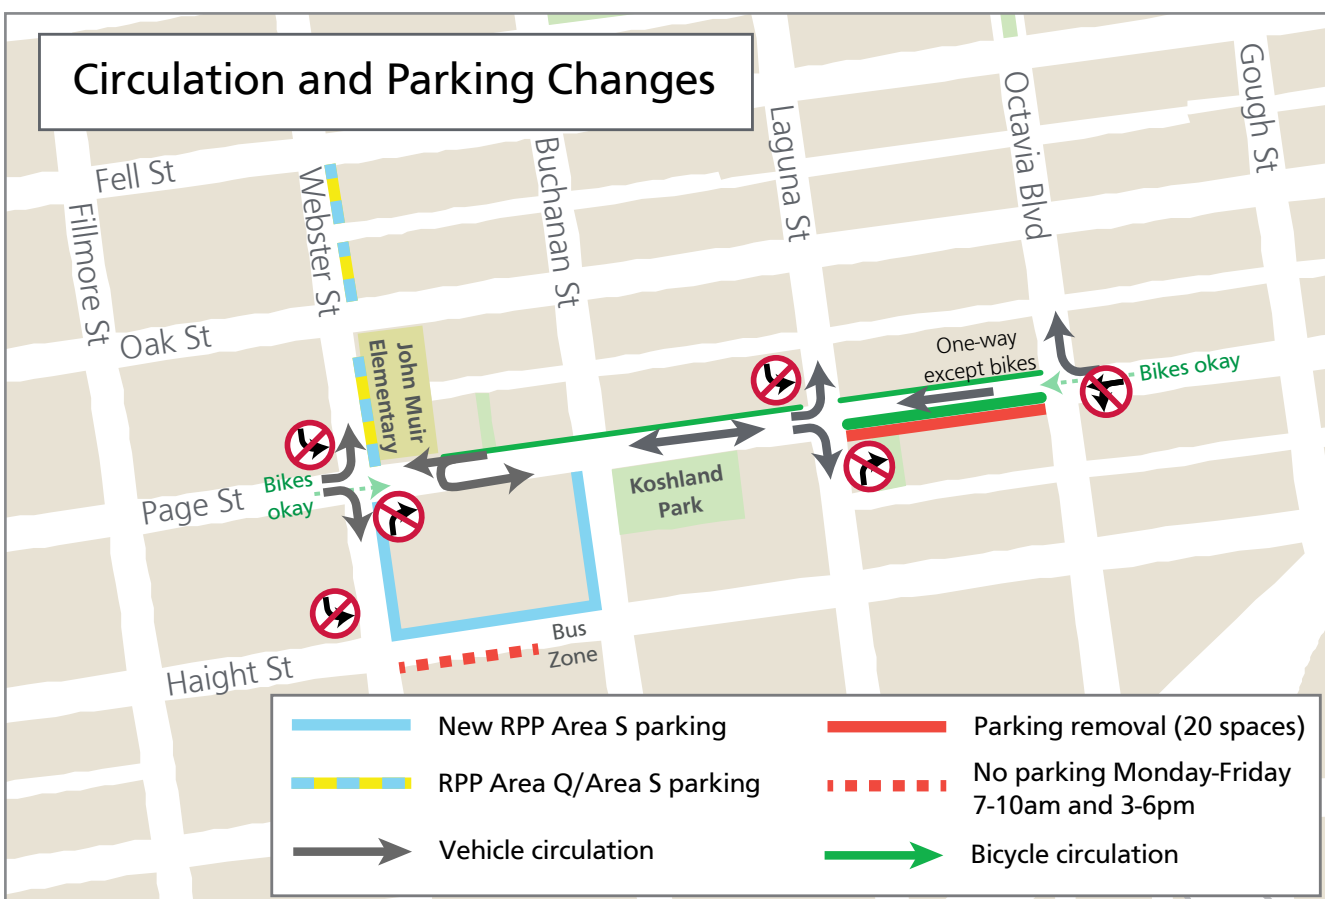 Circulation and Parking Changes
Fell St
Fillmore St
Webster St
Buchanan St
Laguna St
Octavia Blvd
Gough St
Oak St
John Muir
Elementary
One-way
except bikes
Bikes okay
Page St
Bikes
okay
Koshland
Park
Haight St
Bus
Zone
New RPP Area S parking
RPP Area Q/Area S parking
Vehicle circulation
Parking removal (20 spaces)
No parking Monday-Friday
7-10am and 3-6pm
Bicycle circulation